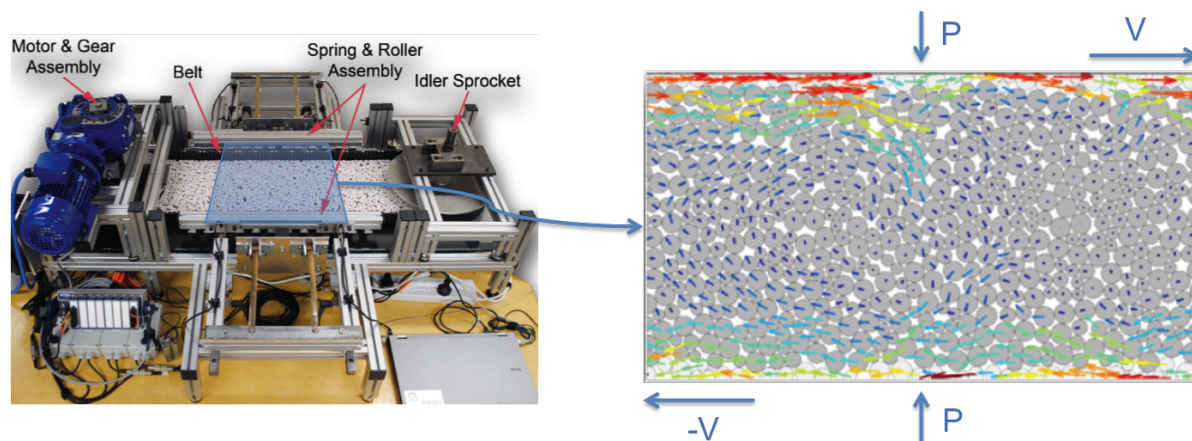 Motor & Gear
Assembly
Belt
Spring & Roller
Assembly
Idler Sprocket
P
V
-V
P